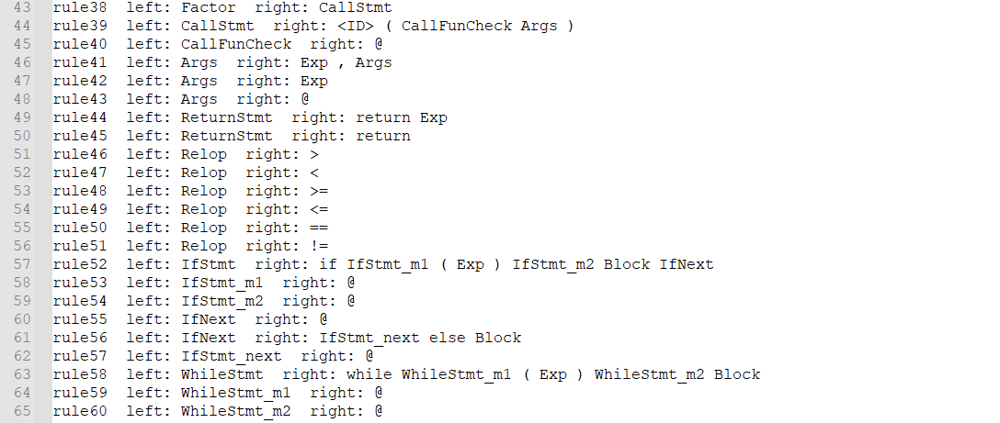 43 rule38 left: Factor right: CallStmt
44 rule39 left: CallStmt right: <ID> ( CallFunCheck Args )
45 rule40 left: CallFunCheck right: @
46 rule41 left: Args right: Exp , Args
47 rule42 left: Args right: Exp
48 rule43 left: Args right: @
49 rule44 left: ReturnStmt right: return Exp
50 rule45 left: ReturnStmt right: return
51 rule46 left: Relop right: >
52 rule47 left: Relop right: <
53 rule48 left: Relop right: >=
54 rule49 left: Relop right: <=
55 rule50 left: Relop right: ==
56 rule51 left: Relop right: !=
57 rule52 left: IfStmt right: if IfStmt_m1 ( Exp ) IfStmt_m2 Block IfNext
58 rule53 left: IfStmt_m1 right: @
59 rule54 left: IfStmt_m2 right: @
60 rule55 left: IfNext right: @
61 rule56 left: IfNext right: IfStmt_next else Block
62 rule57 left: IfStmt_next right: @
63 rule58 left: WhileStmt right: while WhileStmt_m1 ( Exp ) WhileStmt_m2 Block
64 rule59 left: WhileStmt_m1 right: @
65 rule60 left: WhileStmt_m2 right: @